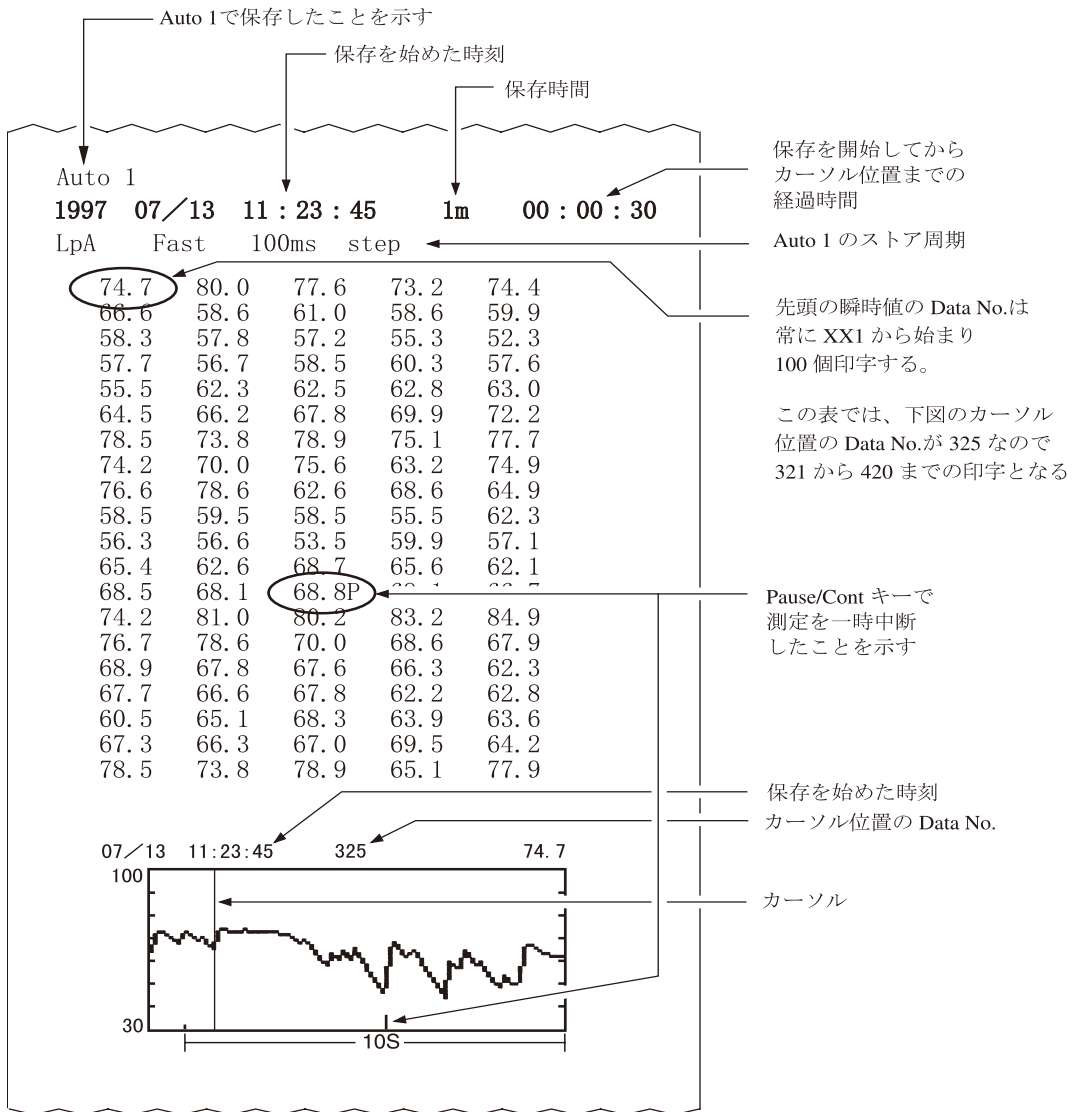 Auto 1で保存したことを示す
保存を始めた時刻
保存時間
保存を開始してから
カーソル位置までの
経過時間
Auto 1
1997 07／13 11：23：45 1m 00：00：30
LpA Fast 100ms step
Auto 1 のストア周期
74.7 80.0 77.6 73.2 74.4
66.6 58.6 61.0 58.6 59.9
58.3 57.8 57.2 55.3 52.3
57.7 56.7 58.5 60.3 57.6
55.5 62.3 62.5 62.8 63.0
64.5 66.2 67.8 69.9 72.2
78.5 73.8 78.9 75.1 77.7
74.2 70.0 75.6 63.2 74.9
76.6 78.6 62.6 68.6 64.9
58.5 59.5 58.5 55.5 62.3
56.3 56.6 53.5 59.9 57.1
65.4 62.6 68.7 65.6 62.1
68.5 68.1 68.8P
74.2 81.0 80.2 83.2 84.9
76.7 78.6 70.0 68.6 67.9
68.9 67.8 67.6 66.3 62.3
67.7 66.6 67.8 62.2 62.8
60.5 65.1 68.3 63.9 63.6
67.3 66.3 67.0 69.5 64.2
78.5 73.8 78.9 65.1 77.9
先頭の瞬時値の Data No.は
常に XX1 から始まり
100 個印字する。
この表では、下図のカーソル
位置の Data No.が 325 なので
321 から 420 までの印字となる
Pause/Cont キーで
測定を一時中断
したことを示す
保存を始めた時刻
カーソル位置の Data No.
07／13 11:23:45 325 74.7
100
カーソル
30
10S